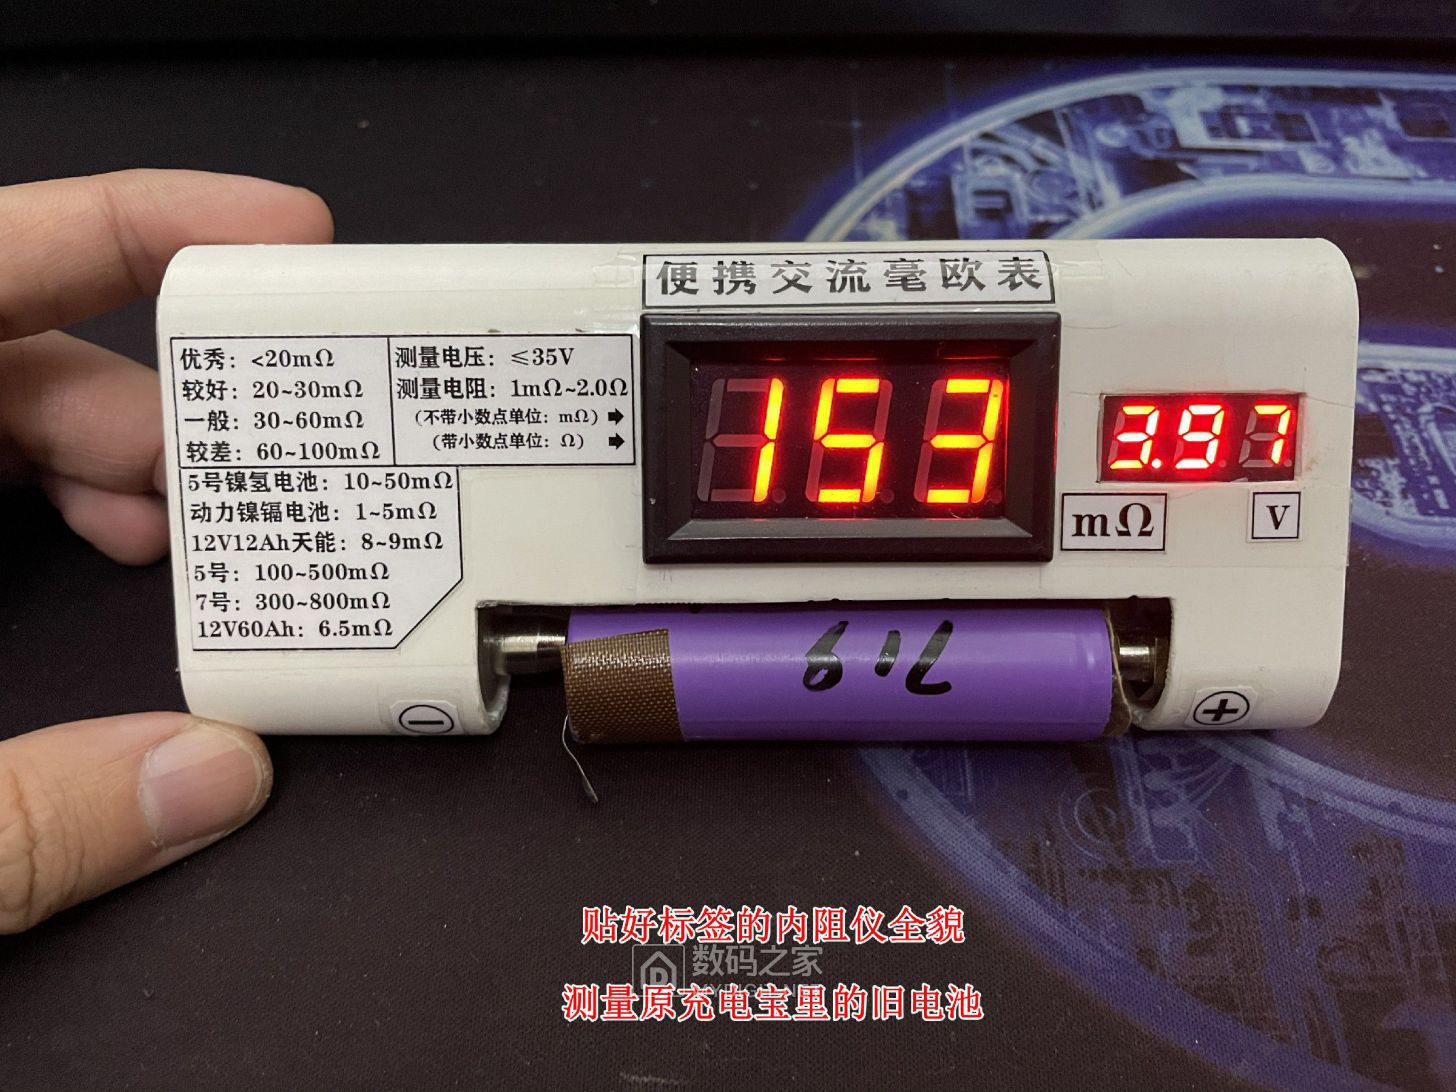 便携交流毫欧表
优秀：<20mΩ
较好：20~30mΩ
一般：30~60mΩ
较差：60~100mΩ
测量电压：≤35V
测量电阻：1mΩ~2.0Ω
（不带小数点单位：mΩ）➡
（带小数点单位：Ω）➡
5号镍氢电池：10~50mΩ
动力镍镉电池：1~5mΩ
12V12Ah天能：8~9mΩ
5号：100~500mΩ
7号：300~800mΩ
12V60Ah：6.5mΩ
153
mΩ
3.97
V
−
+
贴好标签的内阻仪全貌
数码之家
MYDIGIT.NET
测量原充电宝里的旧电池